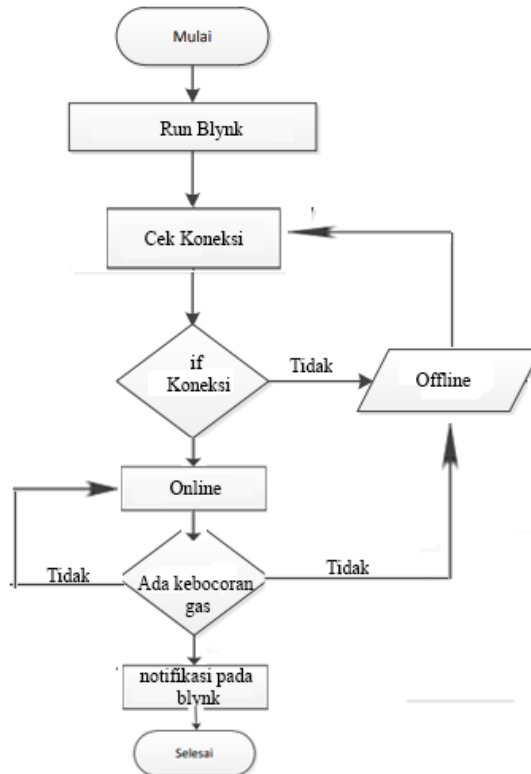 Mulai
Run Blynk
Cek Koneksi
if
Koneksi
Tidak
Offline
Online
Tidak
Ada kebocoran
gas
Tidak
notifikasi pada
blynk
Selesai